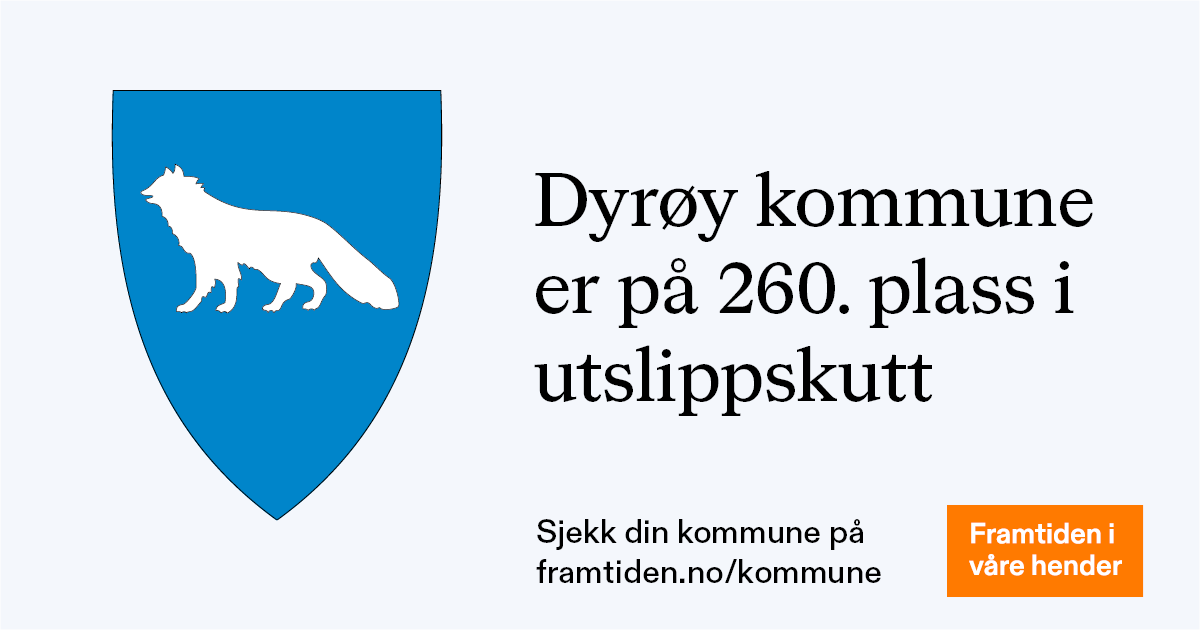 Dyrøy kommune
er på 260. plass i
utslippskutt
Sjekk din kommune på
framtiden.no/kommune
Framtiden i
våre hender